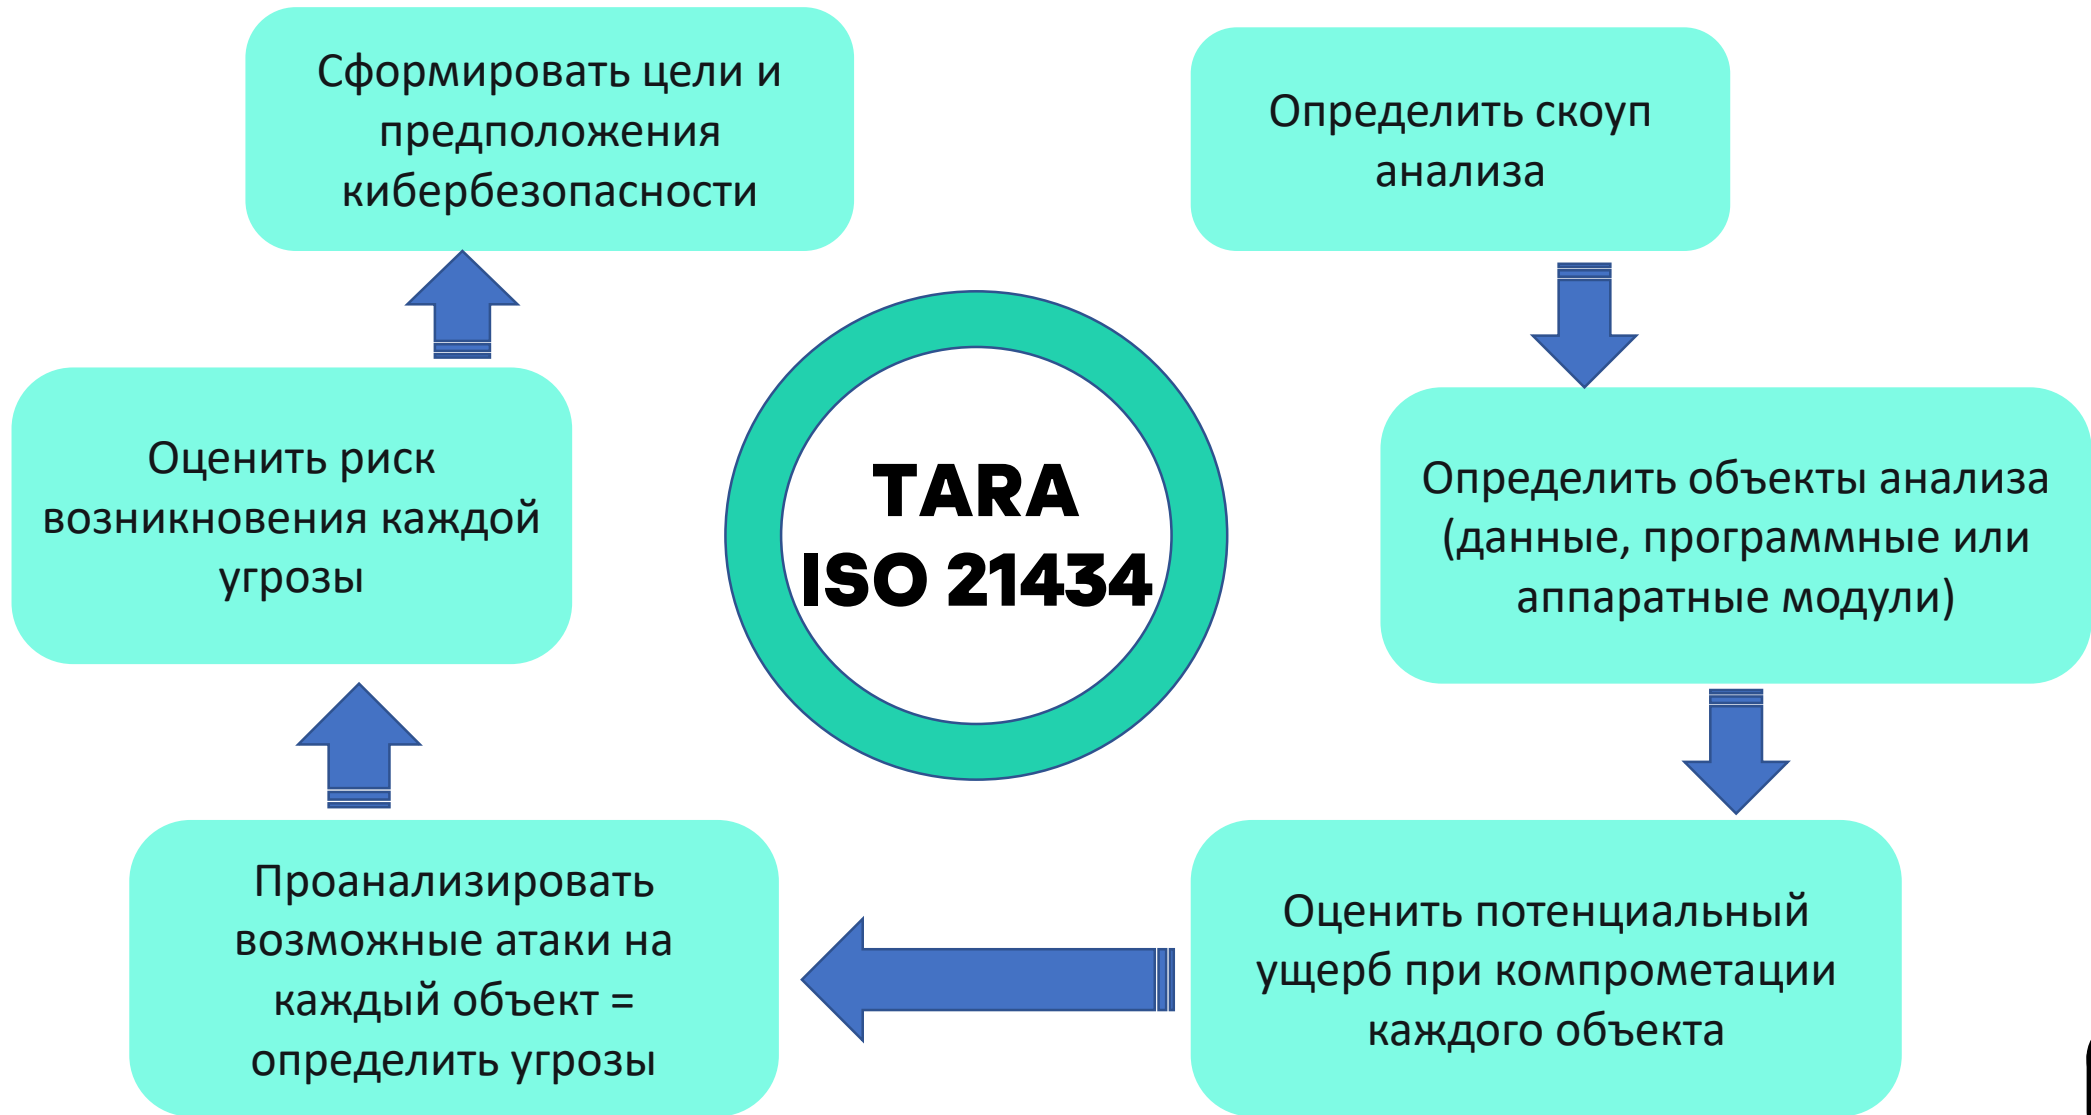 Сформировать цели и
предположения
кибербезопасности
Определить скоуп
анализа
Оценить риск
возникновения каждой
угрозы
TARA
ISO 21434
Определить объекты анализа
(данные, программные или
аппаратные модули)
Проанализировать
возможные атаки на
каждый объект =
определить угрозы
Оценить потенциальный
ущерб при компрометации
каждого объекта